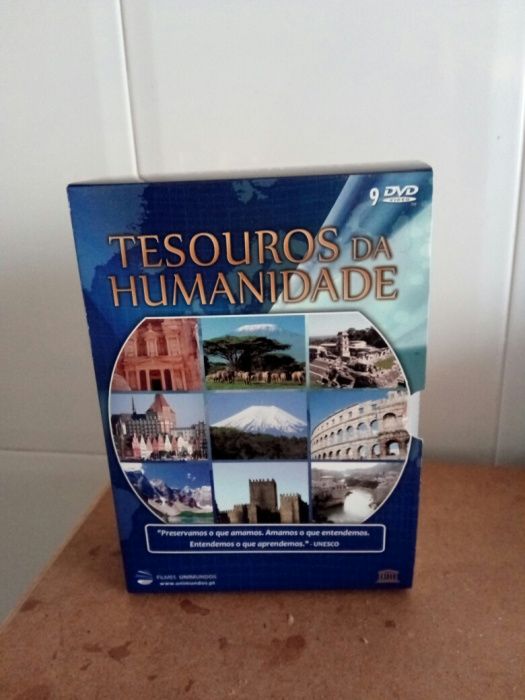 9 DVD
VIDEO
TESOUROS DA
HUMANIDADE
"Preservamos o que amamos. Amamos o que entendemos.
Entendemos o que aprendemos." - UNESCO
FILMES UNIMUNDOS
www.unimundos.pt